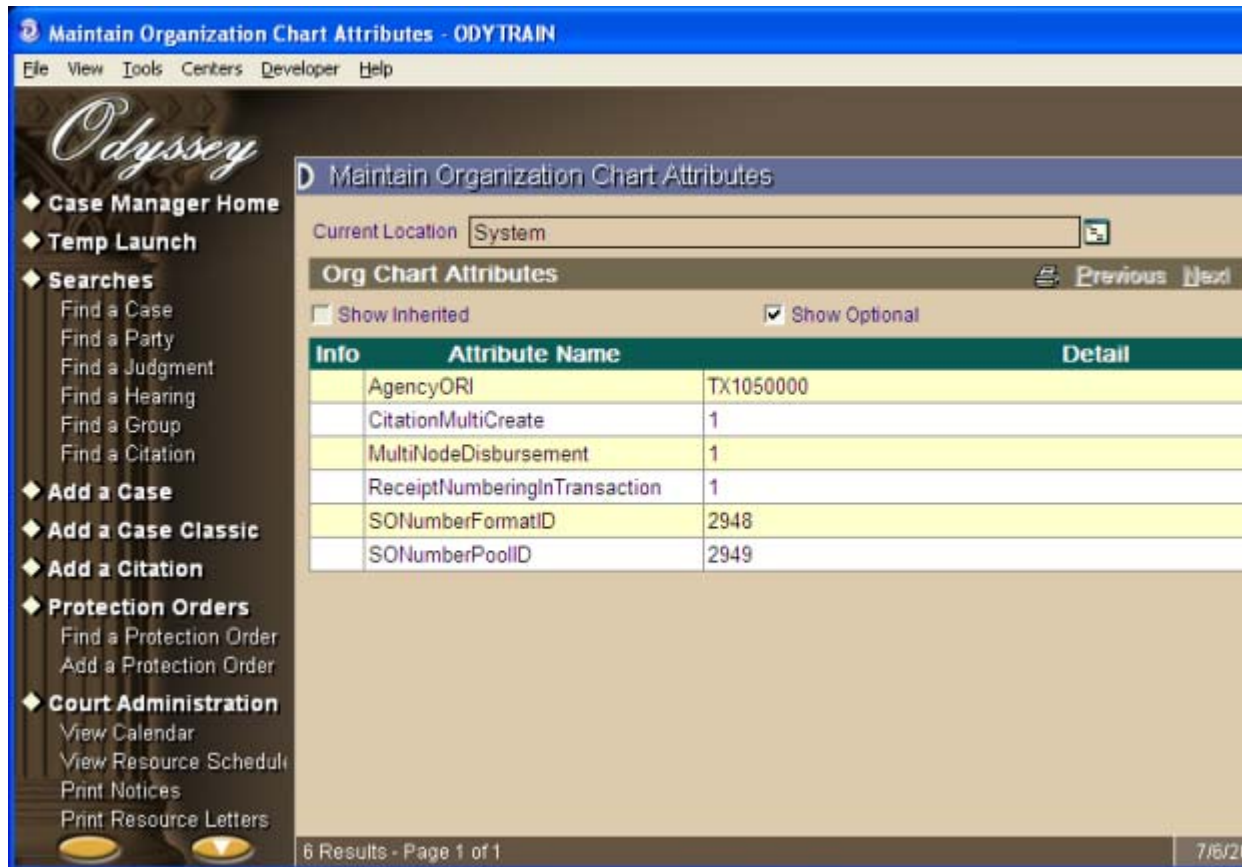 Maintain Organization Chart Attributes - ODYTRAIN
File View Tools Centers Developer Help
Odyssey
Case Manager Home
Temp Launch
Searches
Find a Case
Find a Party
Find a Judgment
Find a Hearing
Find a Group
Find a Citation
Add a Case
Add a Case Classic
Add a Citation
Protection Orders
Find a Protection Order
Add a Protection Order
Court Administration
View Calendar
View Resource Schedule
Print Notices
Print Resource Letters
Maintain Organization Chart Attributes
Current Location System
Org Chart Attributes Previous Next
Show Inherited Show Optional
Info Attribute Name Detail
AgencyORI TX1050000
CitationMultiCreate 1
MultiNodeDisbursement 1
ReceiptNumberingInTransaction 1
SONumberFormatID 2948
SONumberPoolID 2949
6 Results - Page 1 of 1